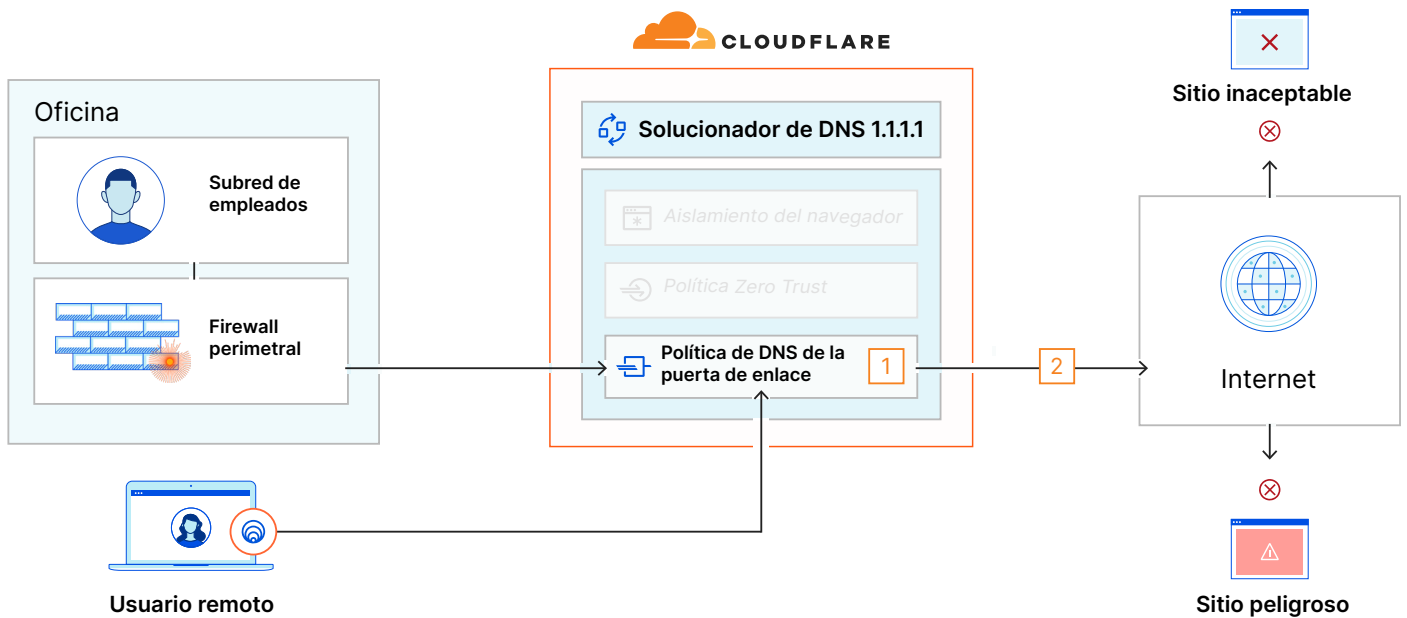 CLOUDFLARE
Oficina
Subred de
empleados
Firewall
perimetral
Usuario remoto
Solucionador de DNS 1.1.1.1
Aislamiento del navegador
Política Zero Trust
Política de DNS de la
puerta de enlace
1
2
Sitio inaceptable
Internet
Sitio peligroso